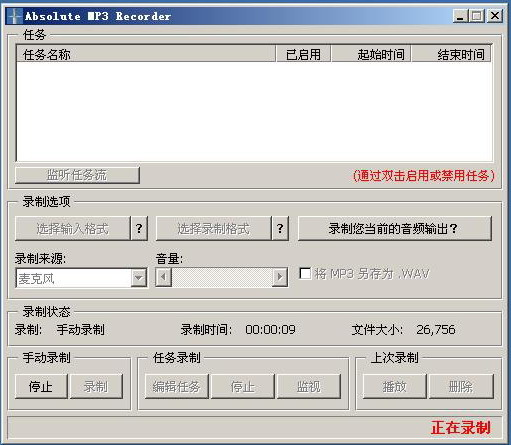 Absolute MP3 Recorder
任务
任务名称 已启用 起始时间 结束时间
监听任务流 (通过双击启用或禁用任务)
录制选项
选择输入格式 ? 选择录制格式 ? 录制您当前的音频输出?
录制来源: 音量:
麦克风 将 MP3 另存为 .WAV
录制状态
录制: 手动录制 录制时间: 00:00:09 文件大小: 26,756
手动录制 任务录制 上次录制
停止 录制 编辑任务 停止 监视 播放 删除
正在录制